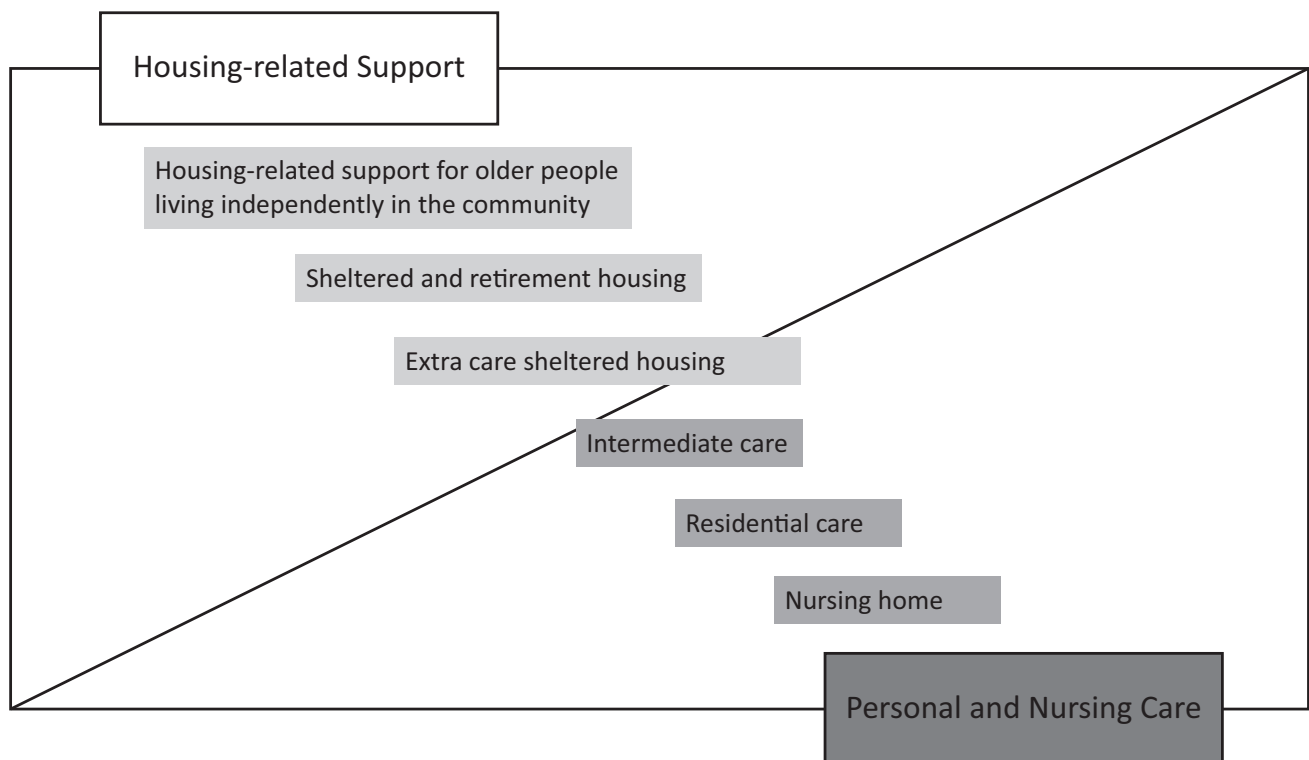 Housing-related Support
Housing-related support for older people
living independently in the community
Sheltered and retirement housing
Extra care sheltered housing
Intermediate care
Residential care
Nursing home
Personal and Nursing Care